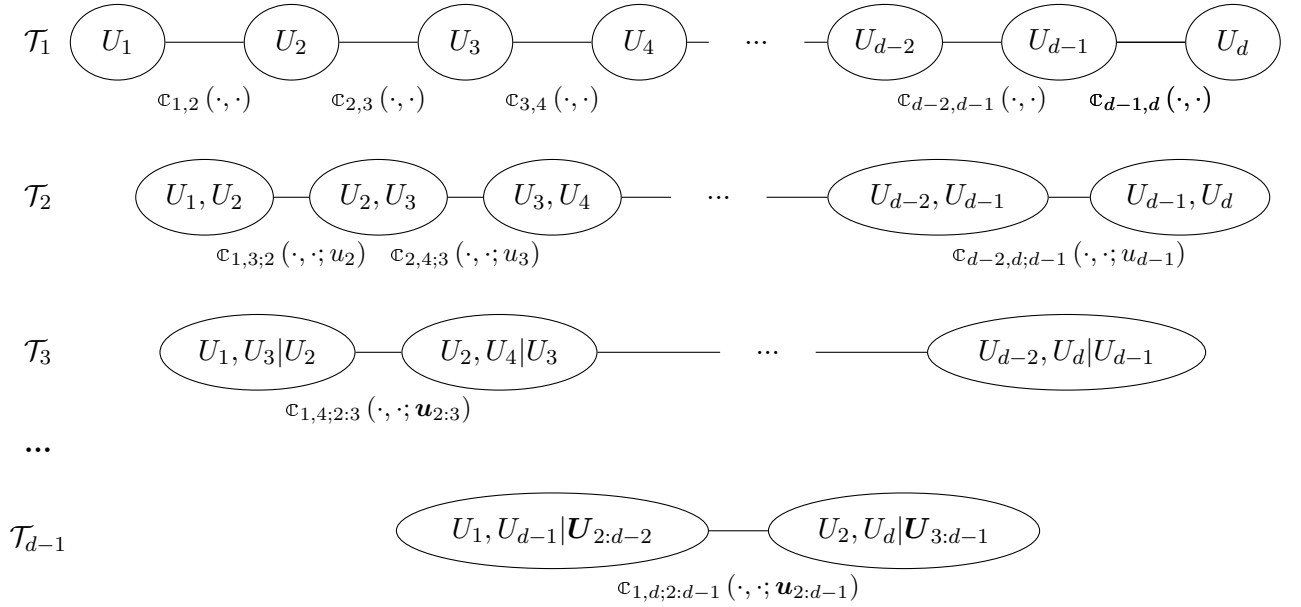 𝒯₁ U₁ U₂ U₃ U₄ ... U_{d−2} U_{d−1} U_d
𝕔_{1,2} (·, ·) 𝕔_{2,3} (·, ·) 𝕔_{3,4} (·, ·) 𝕔_{d−2,d−1} (·, ·) 𝕔_{d−1,d} (·, ·)
𝒯₂ U₁, U₂ U₂, U₃ U₃, U₄ ... U_{d−2}, U_{d−1} U_{d−1}, U_d
𝕔_{1,3;2} (·, ·; u₂) 𝕔_{2,4;3} (·, ·; u₃) 𝕔_{d−2,d;d−1} (·, ·; u_{d−1})
𝒯₃ U₁, U₃|U₂ U₂, U₄|U₃ ... U_{d−2}, U_d|U_{d−1}
𝕔_{1,4;2:3} (·, ·; 𝒖_{2:3})
...
𝒯_{d−1} U₁, U_{d−1}|𝑼_{2:d−2} U₂, U_d|𝑼_{3:d−1}
𝕔_{1,d;2:d−1} (·, ·; 𝒖_{2:d−1})